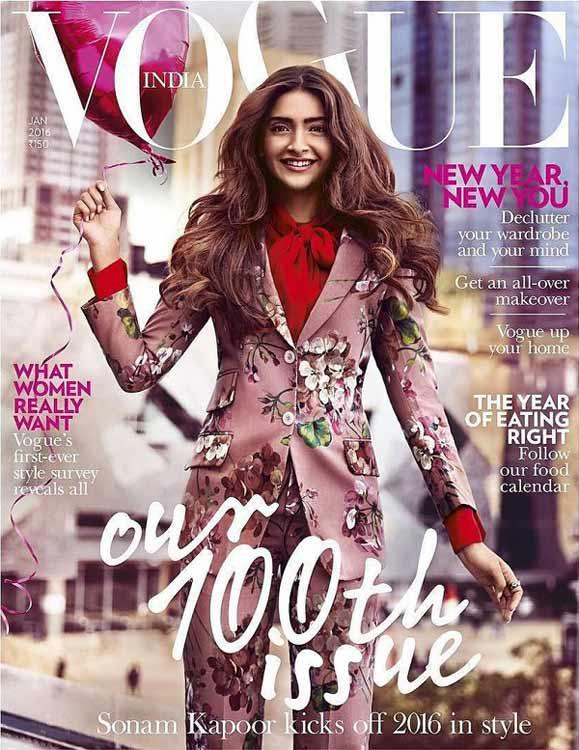 VOGUE
INDIA
JAN
2016
₹150
NEW YEAR,
NEW YOU
Declutter
your wardrobe
and your mind
Get an all-over
makeover
Vogue up
your home
WHAT
WOMEN
REALLY
WANT
Vogue's
first-ever
style survey
reveals all
THE YEAR
OF EATING
RIGHT
Follow
our food
calendar
our
100th
issue
Sonam Kapoor kicks off 2016 in style